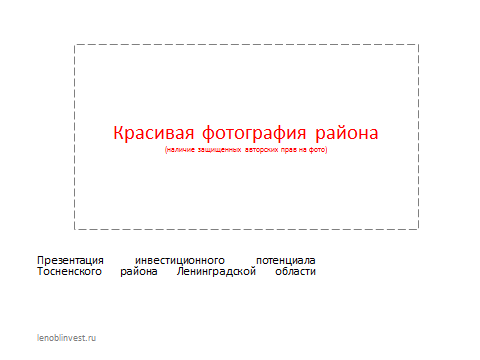 Красивая фотография района
(наличие защищенных авторских прав на фото)
Презентация инвестиционного потенциала
Тосненского района Ленинградской области
lenoblinvest.ru